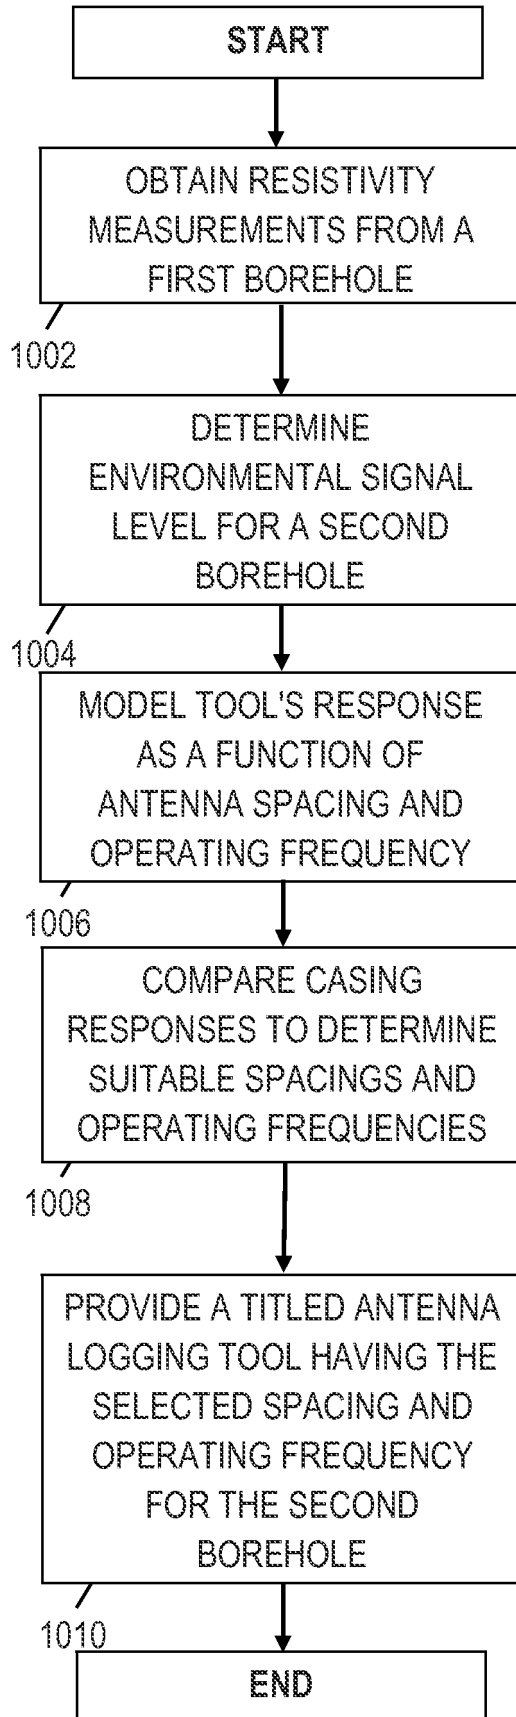 START
OBTAIN RESISTIVITY
MEASUREMENTS FROM A
FIRST BOREHOLE
1002
DETERMINE
ENVIRONMENTAL SIGNAL
LEVEL FOR A SECOND
BOREHOLE
1004
MODEL TOOL'S RESPONSE
AS A FUNCTION OF
ANTENNA SPACING AND
OPERATING FREQUENCY
1006
COMPARE CASING
RESPONSES TO DETERMINE
SUITABLE SPACINGS AND
OPERATING FREQUENCIES
1008
PROVIDE A TITLED ANTENNA
LOGGING TOOL HAVING THE
SELECTED SPACING AND
OPERATING FREQUENCY
FOR THE SECOND
BOREHOLE
1010
END